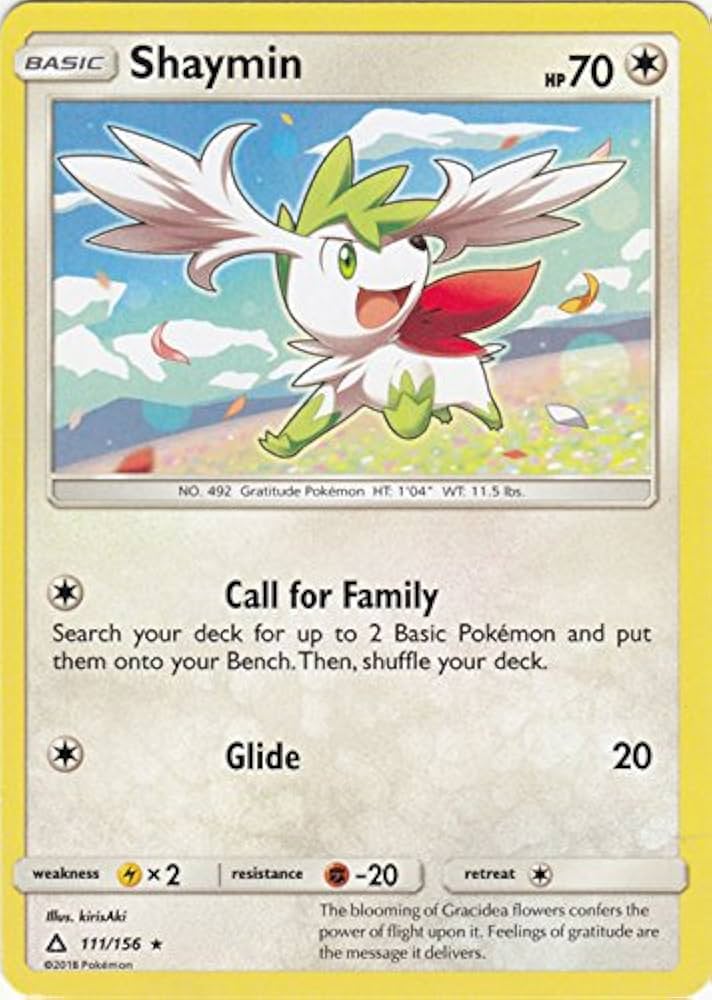 BASIC Shaymin HP 70
NO. 492 Gratitude Pokémon HT: 1'04" WT: 11.5 lbs.
Call for Family
Search your deck for up to 2 Basic Pokémon and put
them onto your Bench. Then, shuffle your deck.
Glide 20
weakness ×2 resistance -20 retreat
Illus. kirisAki
111/156 ★
©2018 Pokémon
The blooming of Gracidea flowers confers the
power of flight upon it. Feelings of gratitude are
the message it delivers.